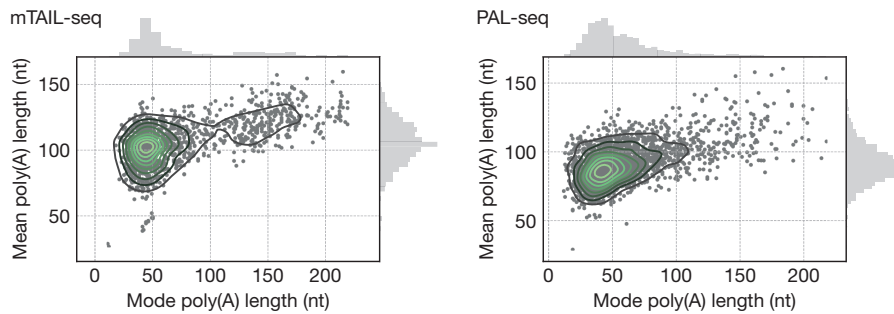 mTAIL-seq
Mean poly(A) length (nt)
150
100
50
0 50 100 150 200
Mode poly(A) length (nt)
PAL-seq
Mean poly(A) length (nt)
150
100
50
0 50 100 150 200
Mode poly(A) length (nt)